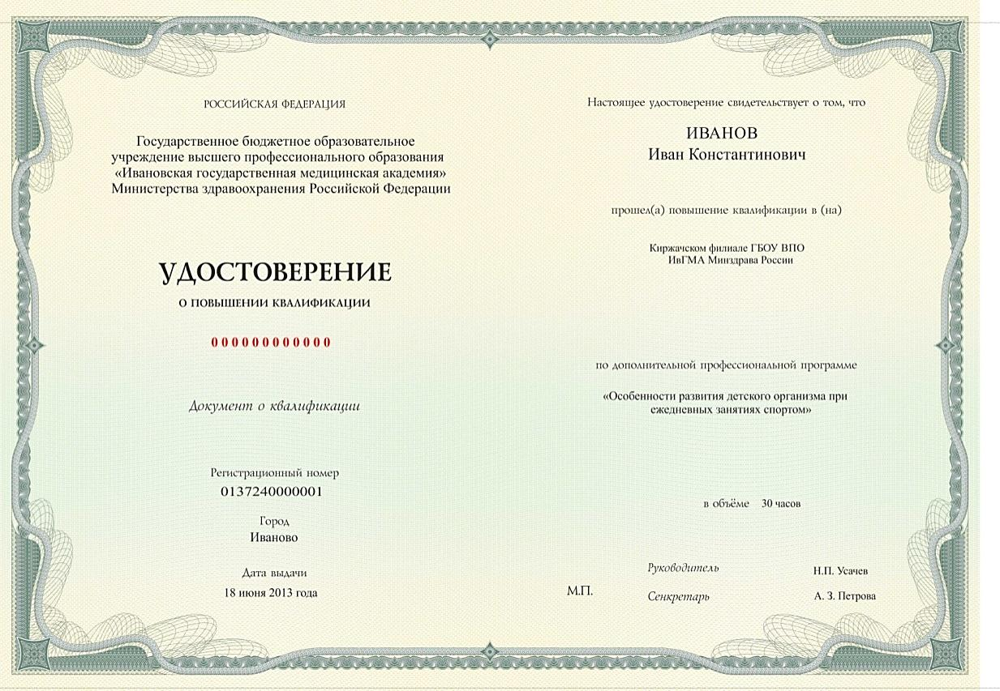 РОССИЙСКАЯ ФЕДЕРАЦИЯ
Государственное бюджетное образовательное
учреждение высшего профессионального образования
«Ивановская государственная медицинская академия»
Министерства здравоохранения Российской Федерации
УДОСТОВЕРЕНИЕ
О ПОВЫШЕНИИ КВАЛИФИКАЦИИ
000000000000
Документ о квалификации
Регистрационный номер
0137240000001
Город
Иваново
Дата выдачи
18 июня 2013 года
Настоящее удостоверение свидетельствует о том, что
ИВАНОВ
Иван Константинович
прошел(а) повышение квалификации в (на)
Киржачском филиале ГБОУ ВПО
ИвГМА Минздрава России
по дополнительной профессиональной программе
«Особенности развития детского организма при
ежедневных занятиях спортом»
в объёме 30 часов
Руководитель Н.П. Усачев
М.П.
Сенкретарь А. З. Петрова